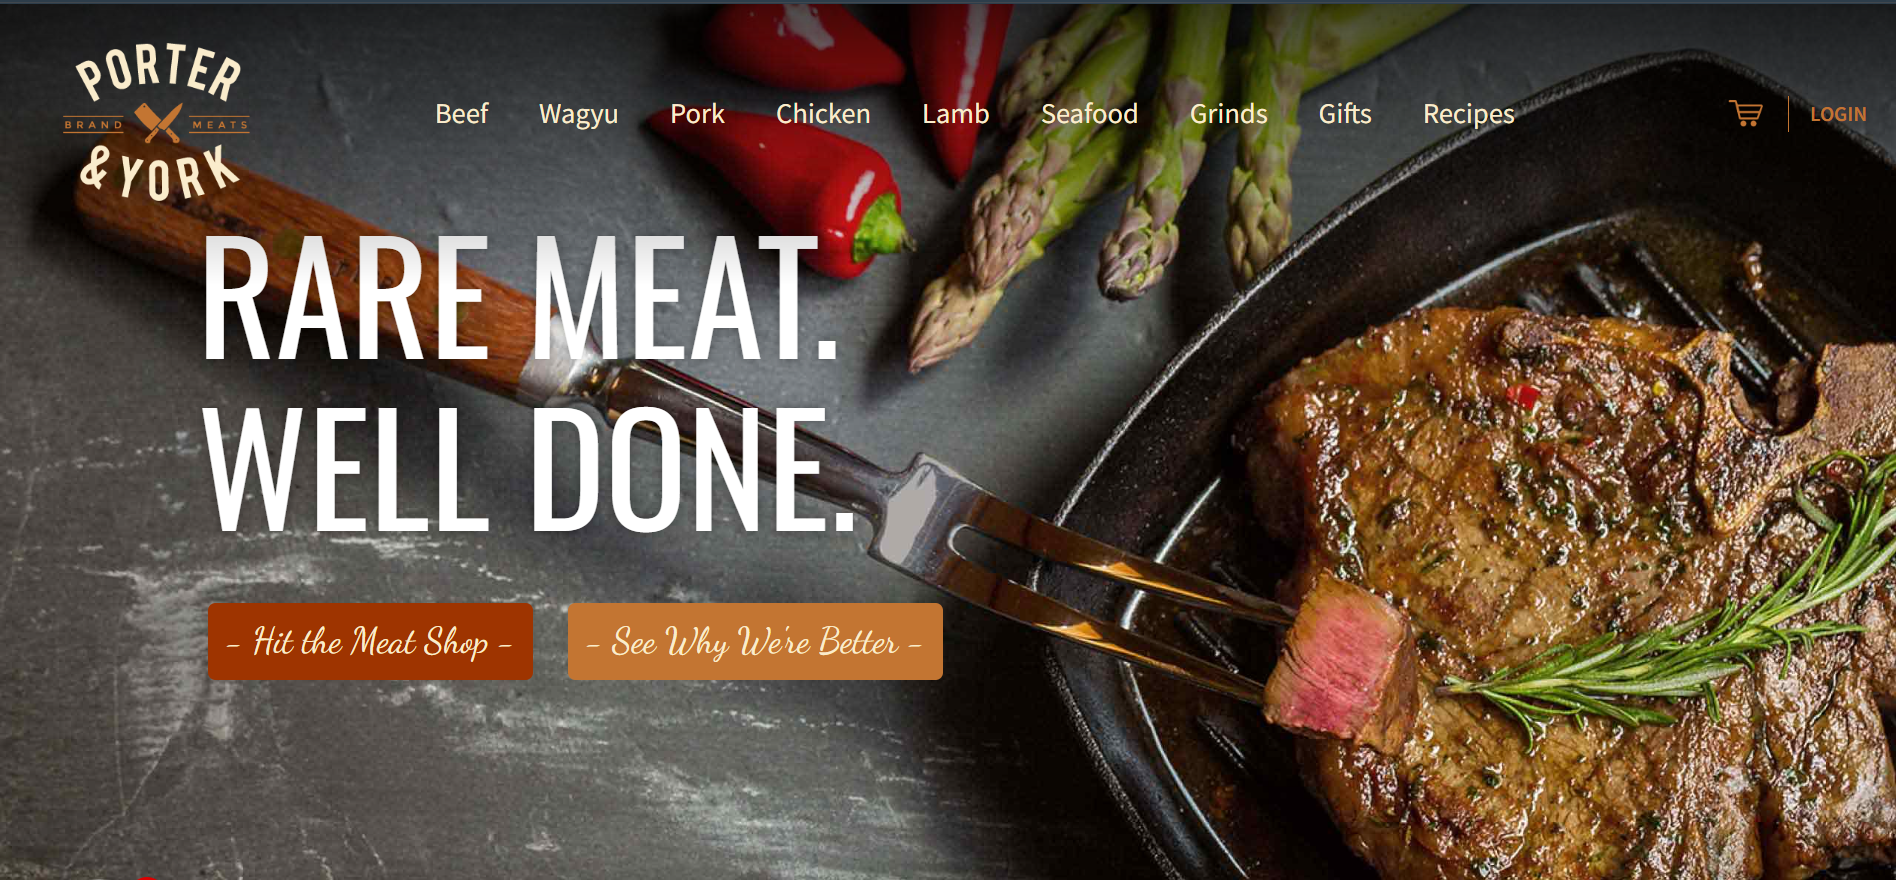 PORTER
BRAND MEATS
& YORK
Beef Wagyu Pork Chicken Lamb Seafood Grinds Gifts Recipes
LOGIN
RARE MEAT.
WELL DONE.
- Hit the Meat Shop -
- See Why We're Better -